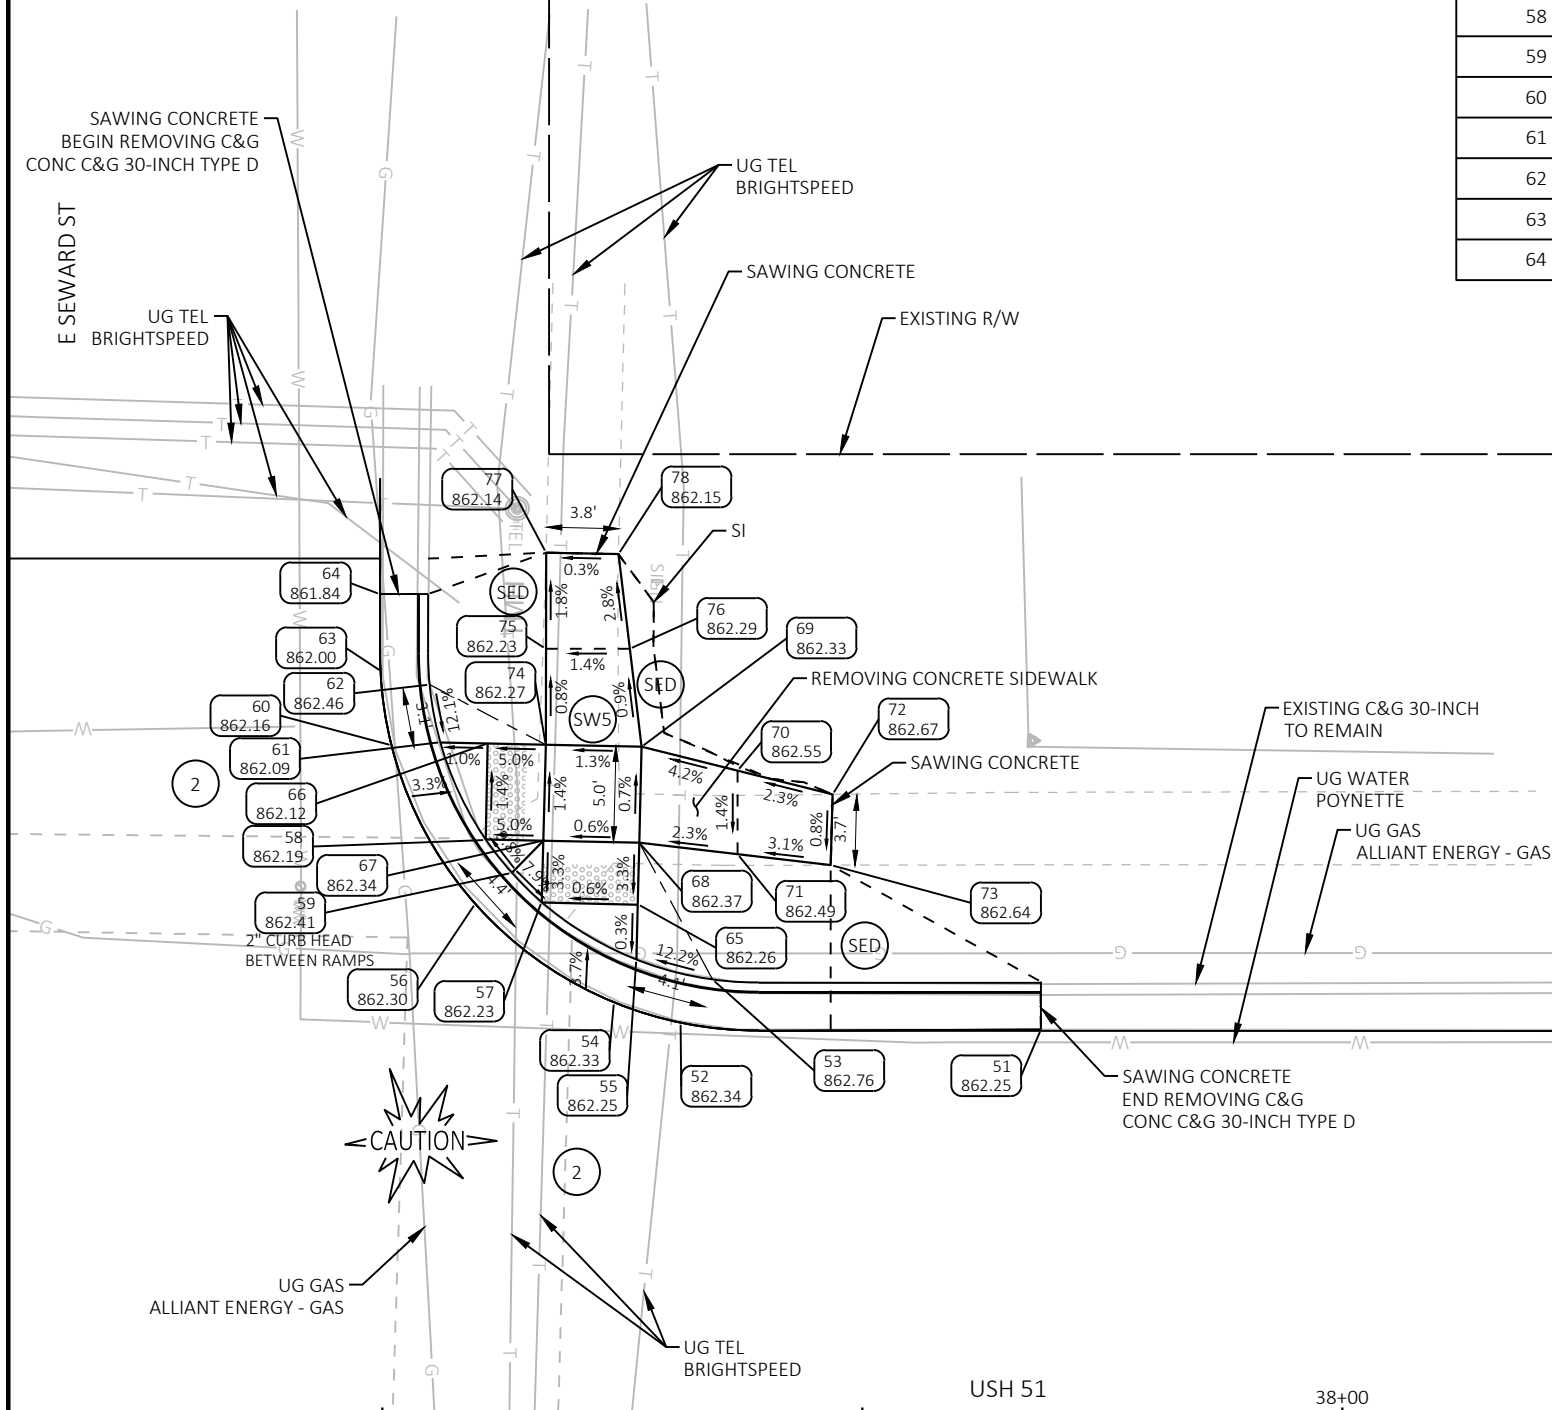 58
59
60
61
62
63
64
SAWING CONCRETE
BEGIN REMOVING C&G
CONC C&G 30-INCH TYPE D
UG TEL
BRIGHTSPEED
E SEWARD ST
SAWING CONCRETE
UG TEL
BRIGHTSPEED
EXISTING R/W
77
862.14
78
862.15
3.8'
SI
0.3%
64
861.84
SED
1.8%
2.8%
76
862.29
75
862.23
69
862.33
63
862.00
1.4%
74
862.27
62
862.46
0.8%
0.9%
SED
REMOVING CONCRETE SIDEWALK
60
862.16
12.1%
SW5
72
862.67
EXISTING C&G 30-INCH
TO REMAIN
61
862.09
1.0%
5.0%
1.3%
70
862.55
SAWING CONCRETE
2
3.3%
1.4%
1.4%
5.0'
0.7%
4.2%
2.3%
UG WATER
POYNETTE
66
862.12
5.0%
0.6%
2.3%
1.4%
3.1%
0.8%
3.7'
UG GAS
ALLIANT ENERGY - GAS
58
862.19
67
862.34
4.4'
3.3%
0.6%
3.3%
68
862.37
71
862.49
73
862.64
59
862.41
2" CURB HEAD
BETWEEN RAMPS
0.3%
65
862.26
SED
12.2%
4.1'
56
862.30
57
862.23
54
862.33
55
862.25
52
862.34
53
862.76
51
862.25
SAWING CONCRETE
END REMOVING C&G
CONC C&G 30-INCH TYPE D
CAUTION
2
UG GAS
ALLIANT ENERGY - GAS
UG TEL
BRIGHTSPEED
USH 51
38+00